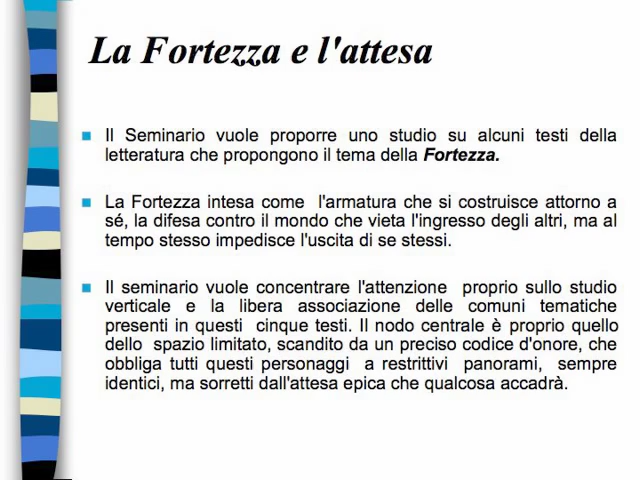 La Fortezza e l'attesa
Il Seminario vuole proporre uno studio su alcuni testi della
letteratura che propongono il tema della Fortezza.
La Fortezza intesa come l'armatura che si costruisce attorno a
sé, la difesa contro il mondo che vieta l'ingresso degli altri, ma al
tempo stesso impedisce l'uscita di se stessi.
Il seminario vuole concentrare l'attenzione proprio sullo studio
verticale e la libera associazione delle comuni tematiche
presenti in questi cinque testi. Il nodo centrale è proprio quello
dello spazio limitato, scandito da un preciso codice d'onore, che
obbliga tutti questi personaggi a restrittivi panorami, sempre
identici, ma sorretti dall'attesa epica che qualcosa accadrà.